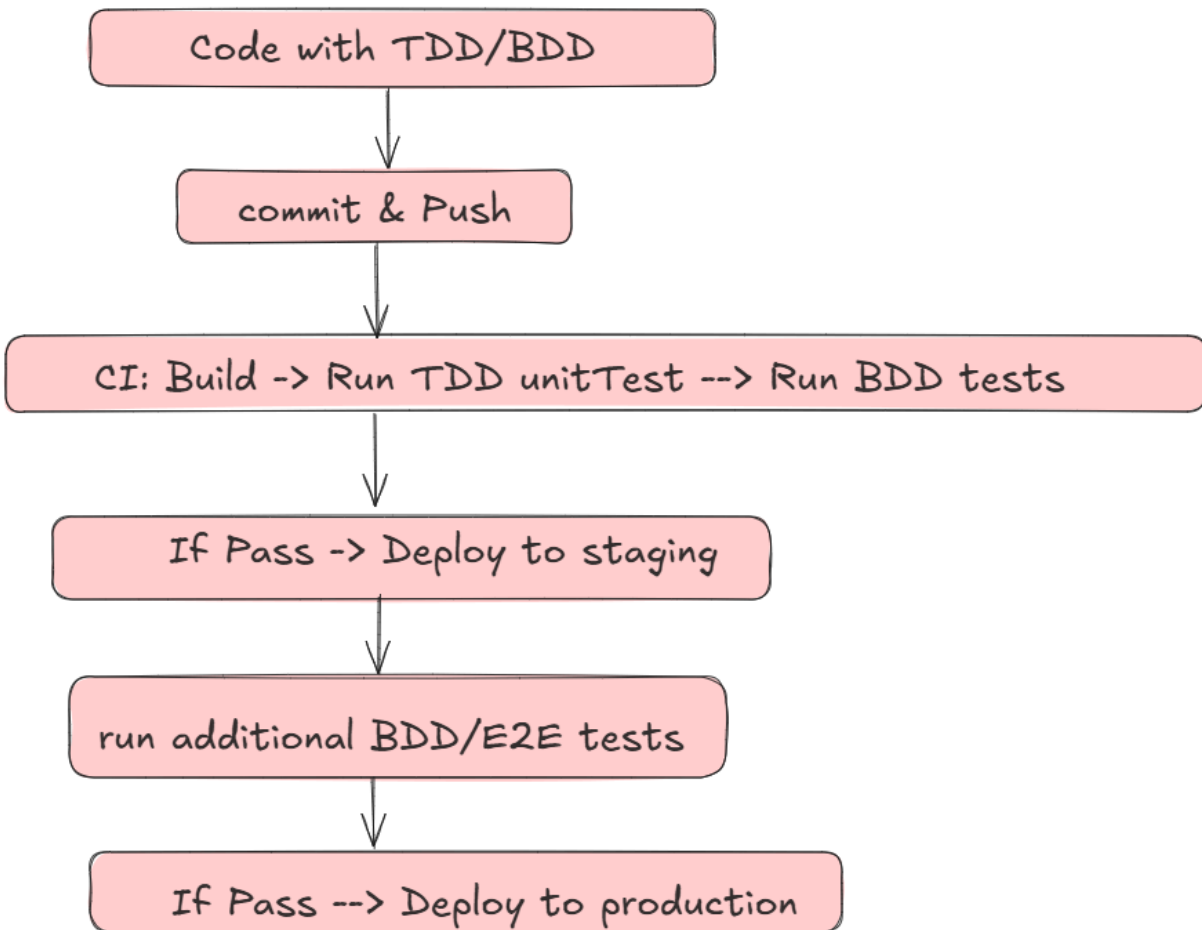 Code with TDD/BDD
commit & Push
CI: Build -> Run TDD unitTest --> Run BDD tests
If Pass -> Deploy to staging
run additional BDD/E2E tests
If Pass --> Deploy to production